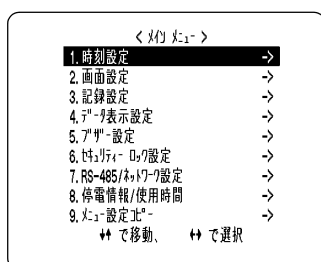 < ﾒｲﾝ ﾒﾆｭｰ >
1.時刻設定 ->
2.画面設定 ->
3.記録設定 ->
4.ﾃﾞｰﾀ表示設定 ->
5.ﾌﾞｻﾞｰ設定 ->
6.ｾｷｭﾘﾃｨｰ ﾛｯｸ設定 ->
7.RS-485/ﾈｯﾄﾜｰｸ設定 ->
8.停電情報/使用時間 ->
9.ﾒﾆｭｰ設定ｺﾋﾟｰ ->
↓↑ で移動、 ←→ で選択